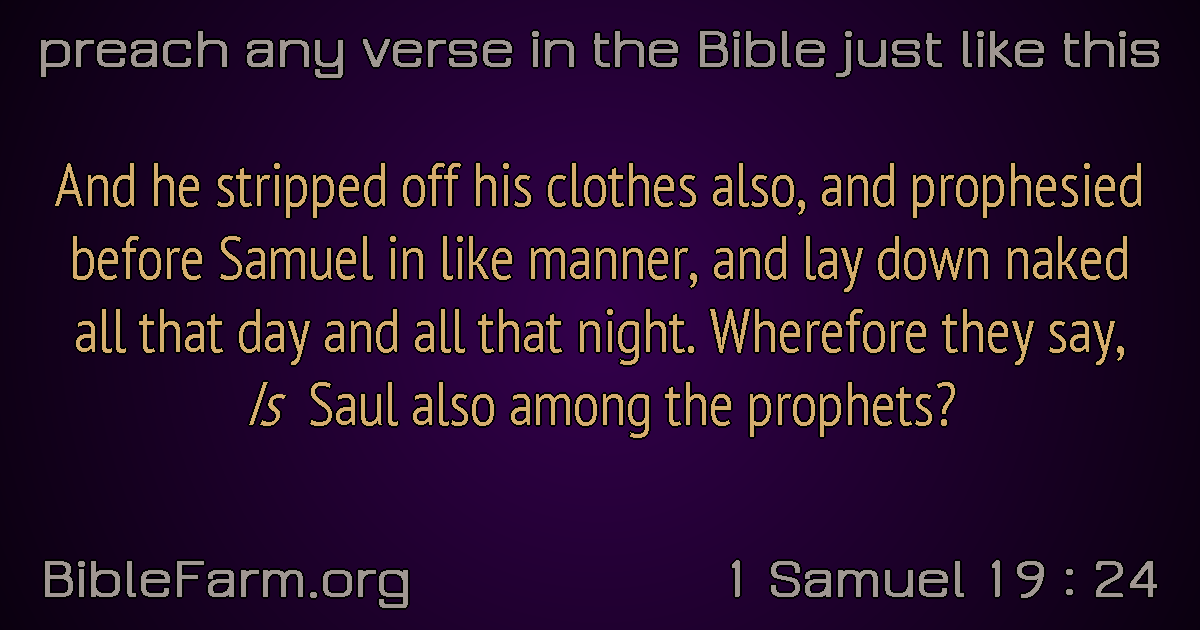 preach any verse in the Bible just like this
And he stripped off his clothes also, and prophesied
before Samuel in like manner, and lay down naked
all that day and all that night. Wherefore they say,
Is Saul also among the prophets?
BibleFarm.org
1 Samuel 19 : 24